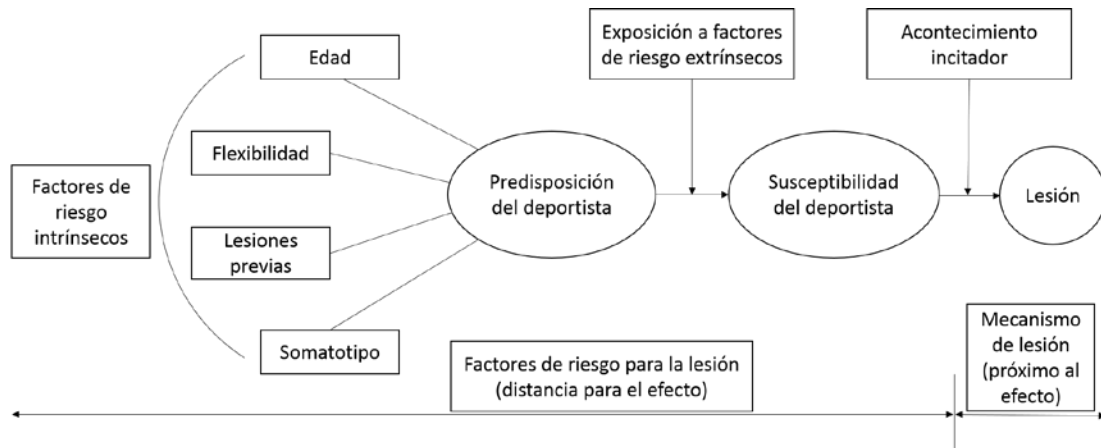 Edad
Flexibilidad
Factores de
riesgo
intrínsecos
Lesiones
previas
Somatotipo
Predisposición
del deportista
Exposición a factores
de riesgo extrínsecos
Susceptibilidad
del deportista
Acontecimiento
incitador
Lesión
Factores de riesgo para la lesión
(distancia para el efecto)
Mecanismo
de lesión
(próximo al
efecto)